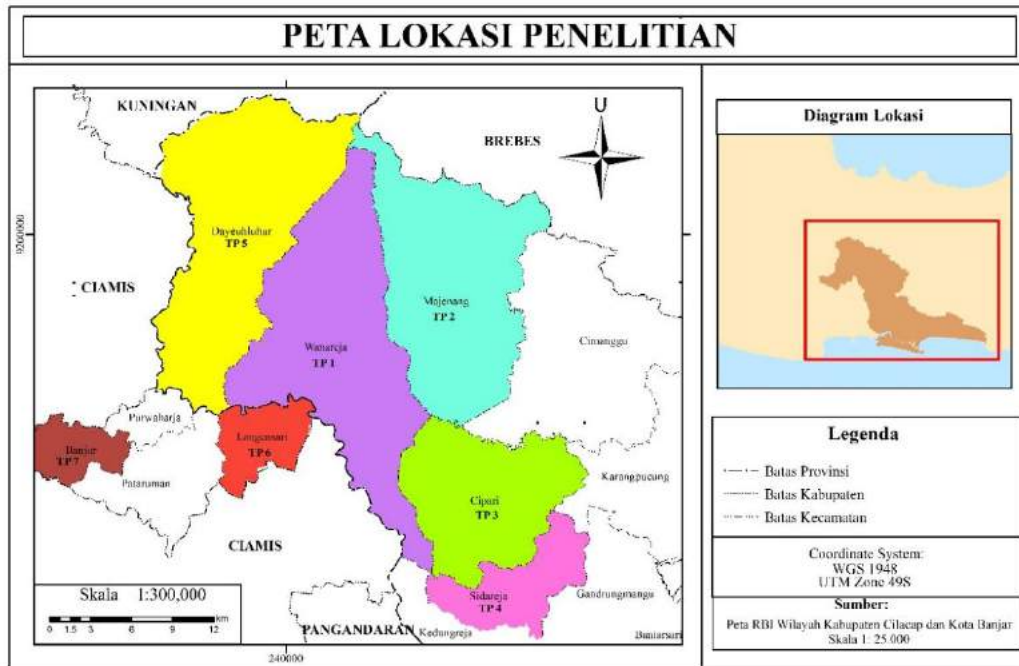 PETA LOKASI PENELITIAN
KUNINGAN
U
BREBES
Diagram Lokasi
9260000
Dayeuhluhur
TP 5
CIAMIS
Majenang
TP 2
Wanareja
TP 1
Cimanggu
Purwaharja
Langensari
TP 6
Banjar
TP 7
Pataruman
Karangpucung
Cipari
TP 3
CIAMIS
Sidareja
TP 4
Gandrungmangu
PANGANDARAN
Kedungreja
Bantarsari
Skala 1:300,000
km
0 1.5 3 6 9 12
240000
Legenda
Batas Provinsi
Batas Kabupaten
Batas Kecamatan
Coordinate System:
WGS 1948
UTM Zone 49S
Sumber:
Peta RBI Wilayah Kabupaten Cilacap dan Kota Banjar
Skala 1: 25.000